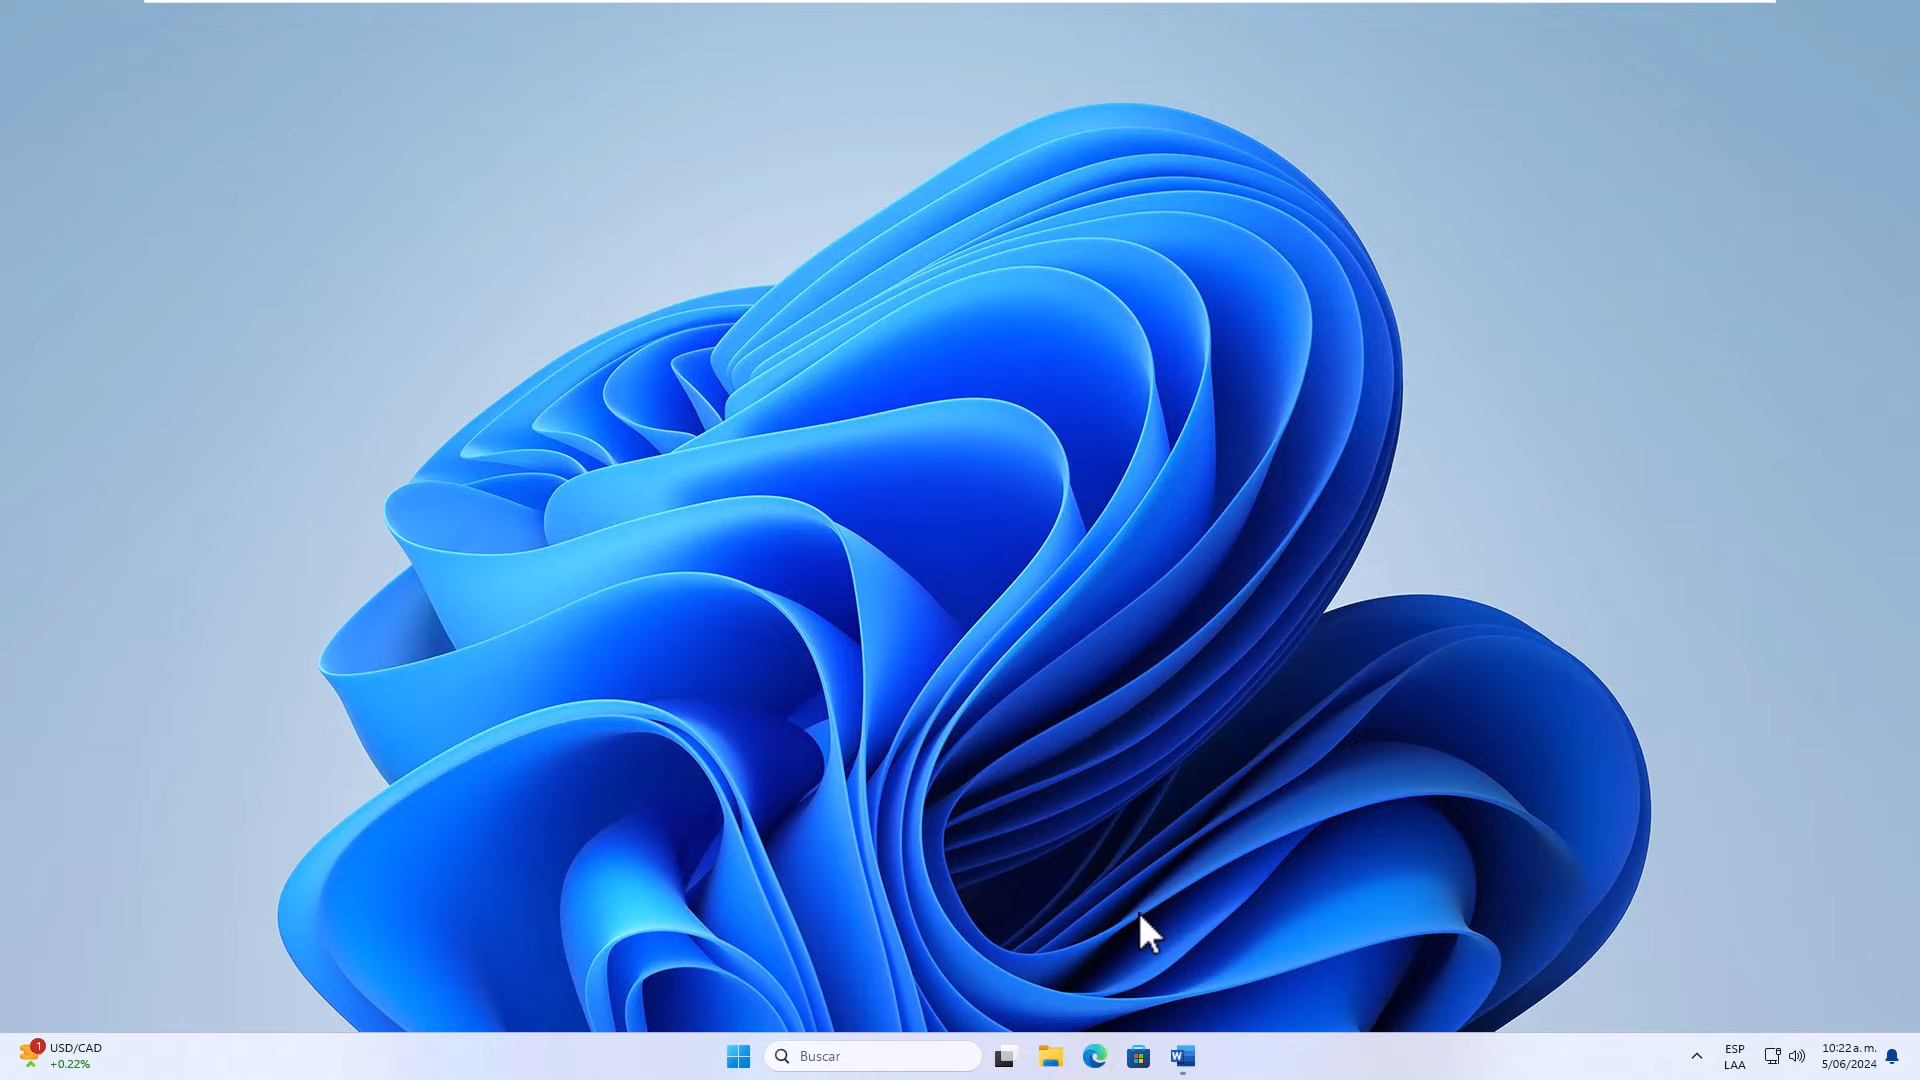 1
USD/CAD
+0.22%
Buscar
W
ESP
LAA
10:22 a. m.
5/06/2024